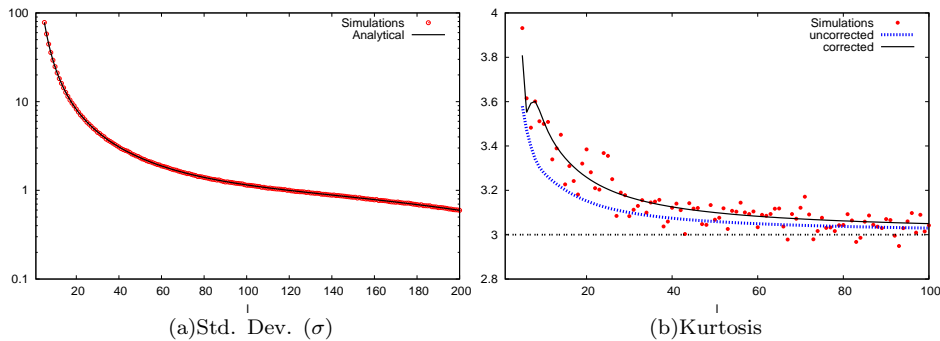 100
10
1
0.1
Simulations
Analytical
20 40 60 80 100 120 140 160 180 200
l
(a)Std. Dev. (σ)
4
3.8
3.6
3.4
3.2
3
2.8
Simulations
uncorrected
corrected
20 40 60 80 100
l
(b)Kurtosis